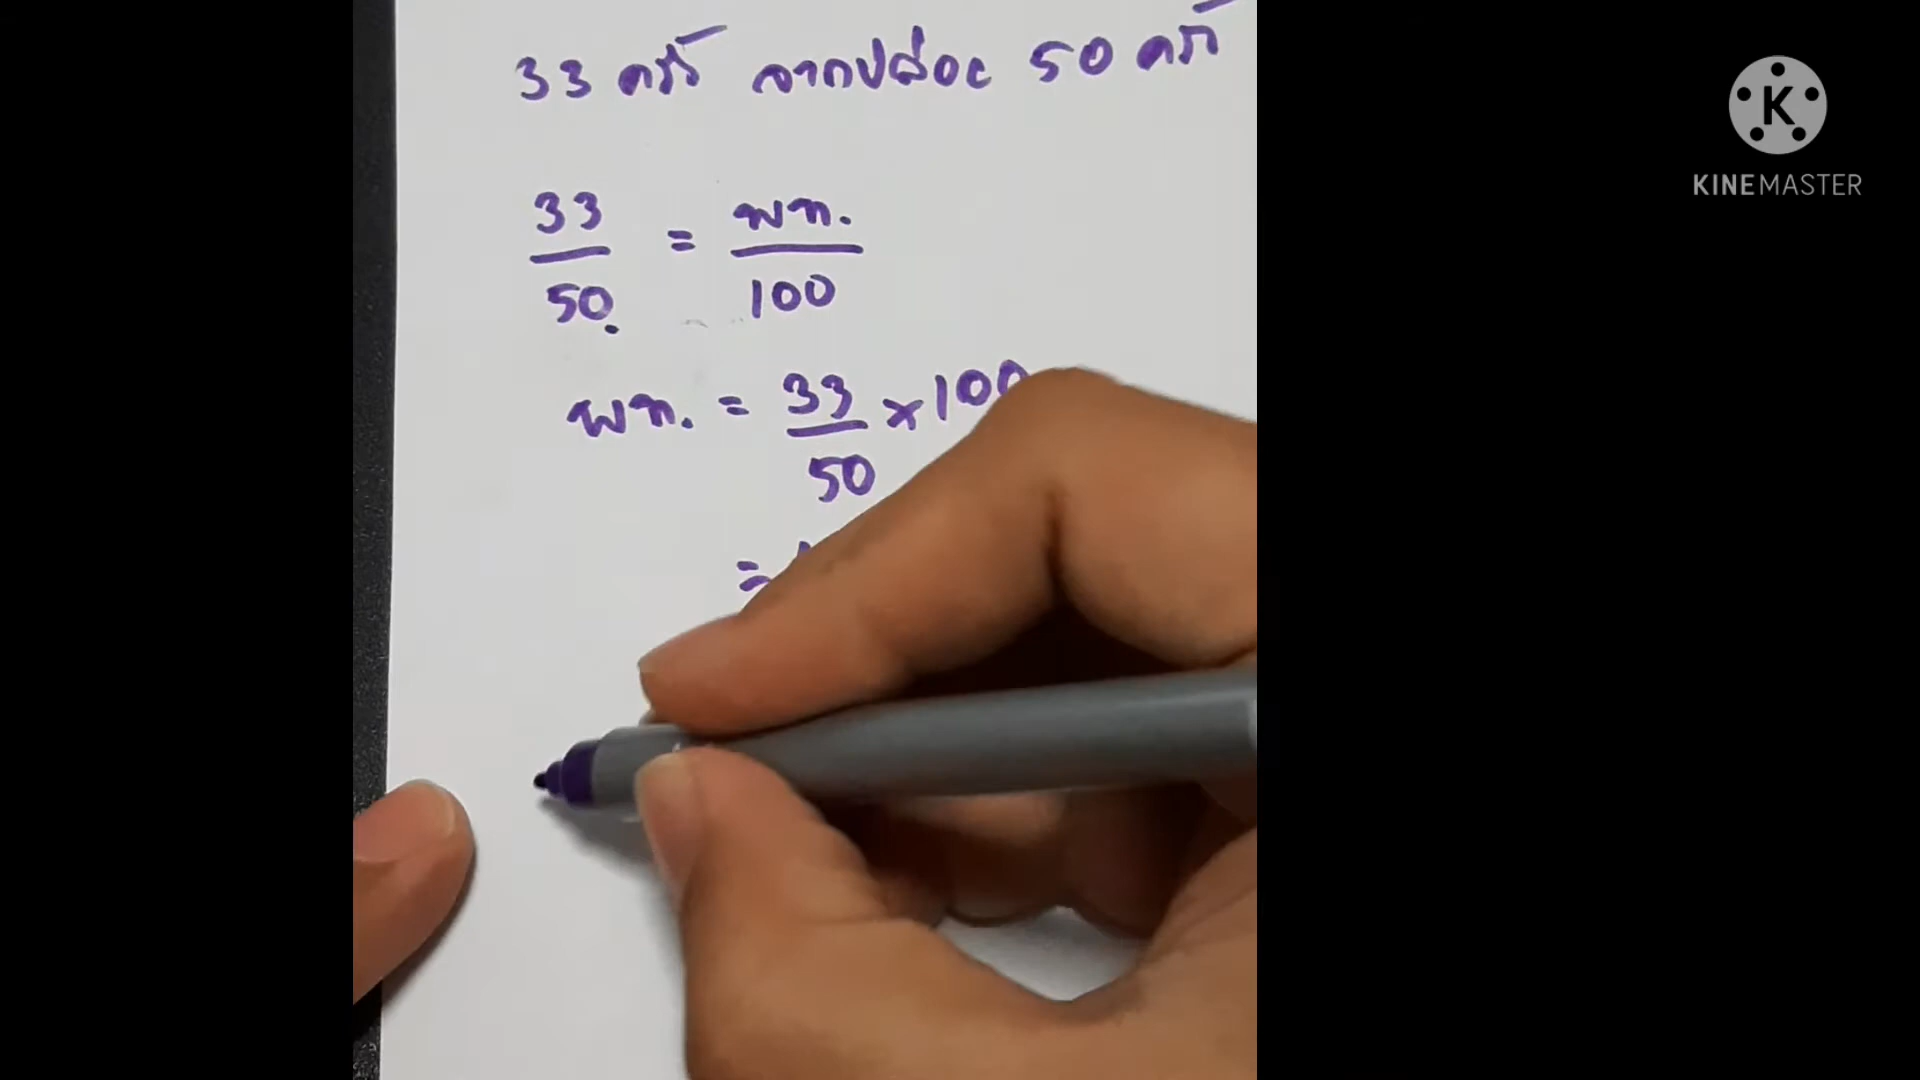 33 ครั้ง จากปล่อย 50 ครั้ง
33/50 = พท./100
พท. = 33/50 × 100
=
K
KINEMASTER